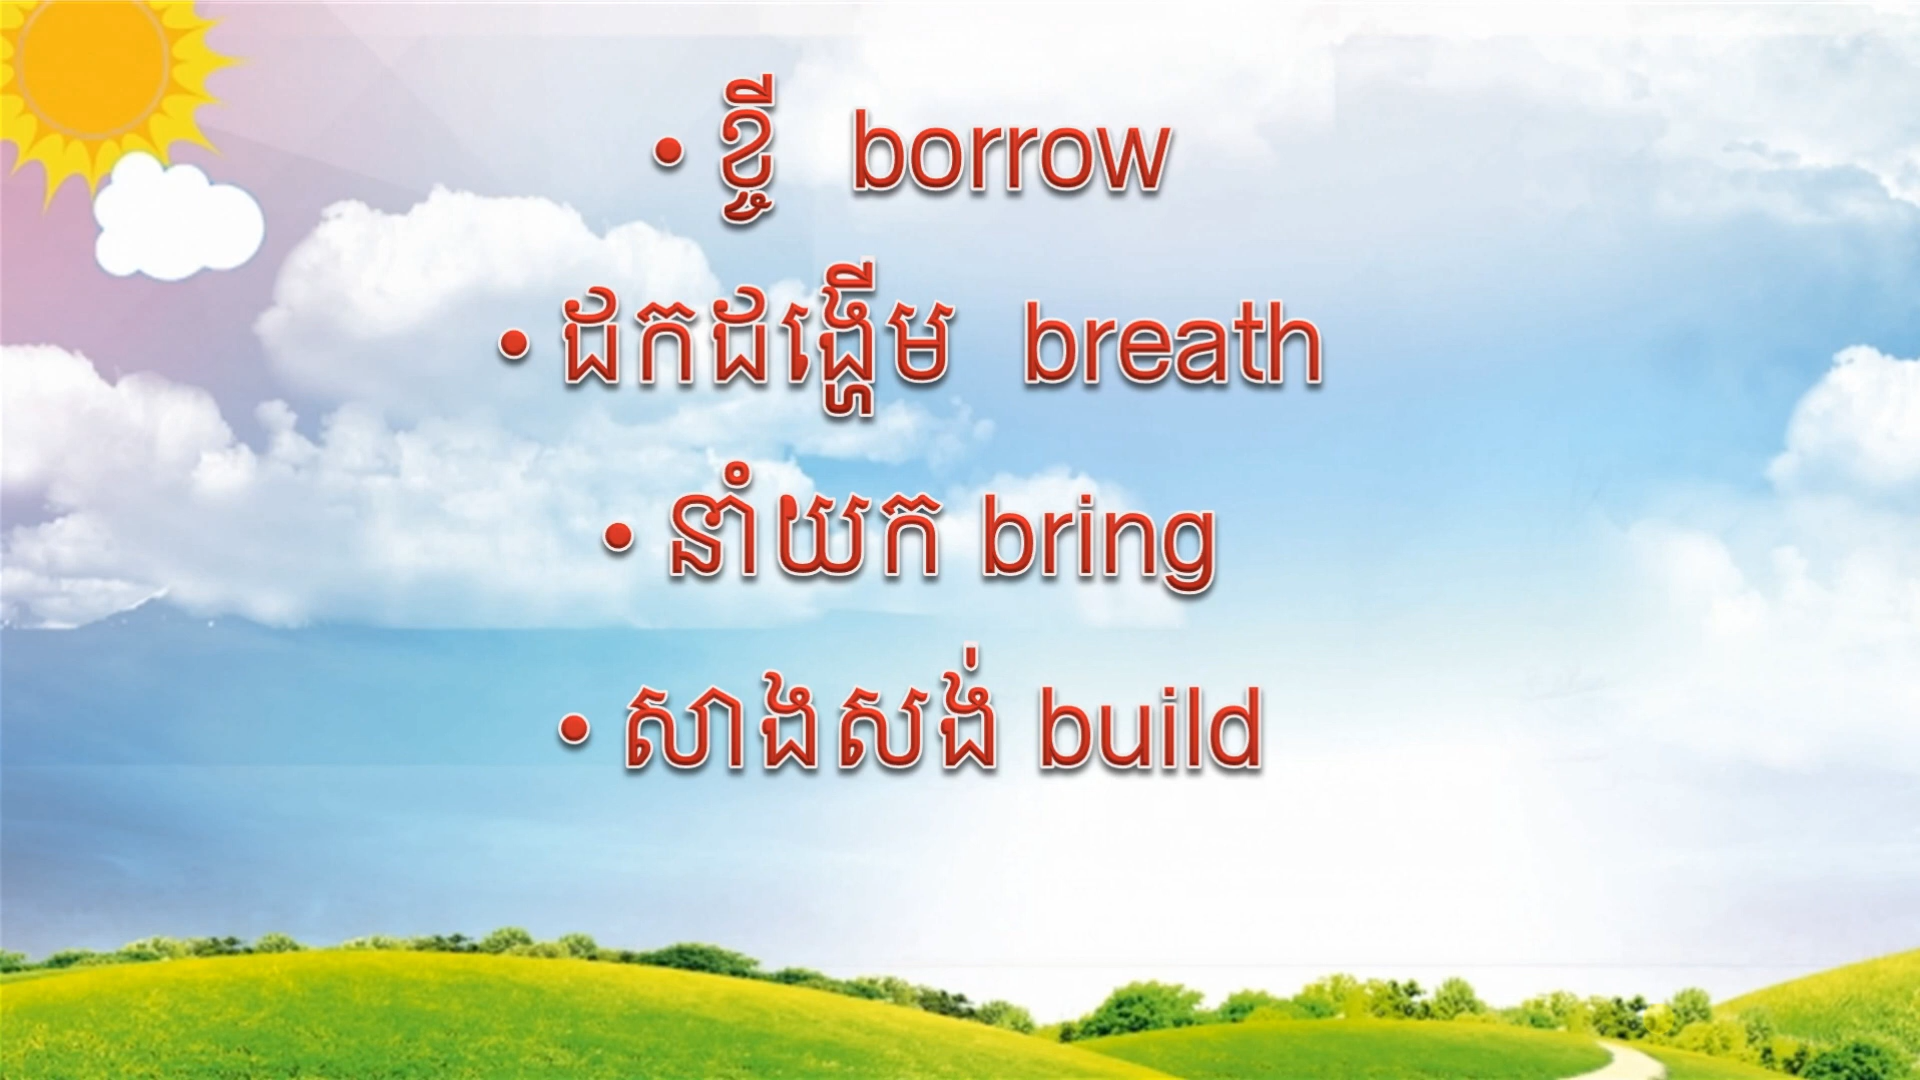 • ខ្ចី borrow
• ដកដង្ហើម breath
• នាំយក bring
• សាងសង់ build